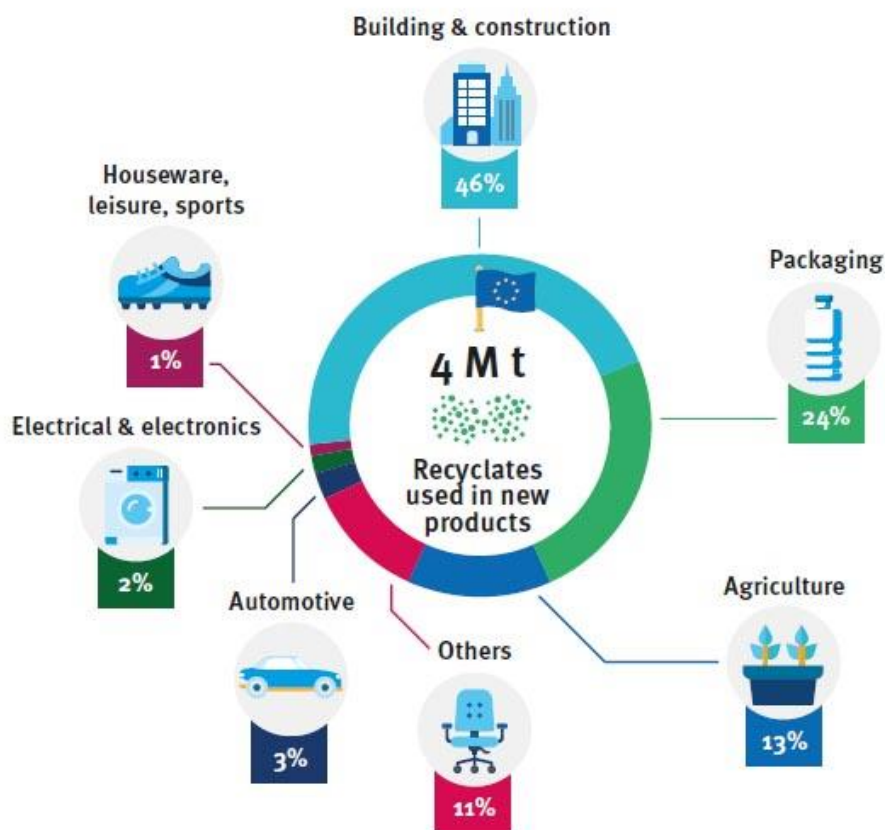 Building & construction
46%
Houseware,
leisure, sports
1%
Packaging
24%
4 Mt
Recyclates
used in new
products
Electrical & electronics
2%
Automotive
3%
Others
11%
Agriculture
13%